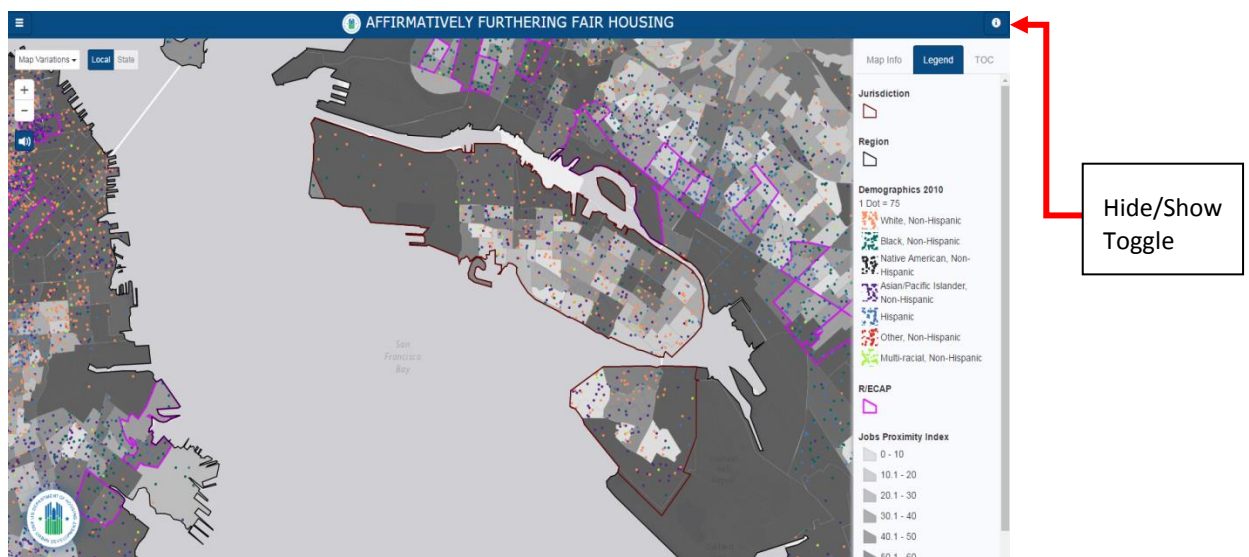 AFFIRMATIVELY FURTHERING FAIR HOUSING
Map Variations
Local State
+
−
Map Info Legend TOC
Jurisdiction
Region
Demographics 2010
1 Dot = 75
White, Non-Hispanic
Black, Non-Hispanic
Native American, Non-
Hispanic
Asian/Pacific Islander,
Non-Hispanic
Hispanic
Other, Non-Hispanic
Multi-racial, Non-Hispanic
R/ECAP
Jobs Proximity Index
0 - 10
10.1 - 20
20.1 - 30
30.1 - 40
40.1 - 50
50.1 - 60
San
Francisco
Bay
Hide/Show
Toggle